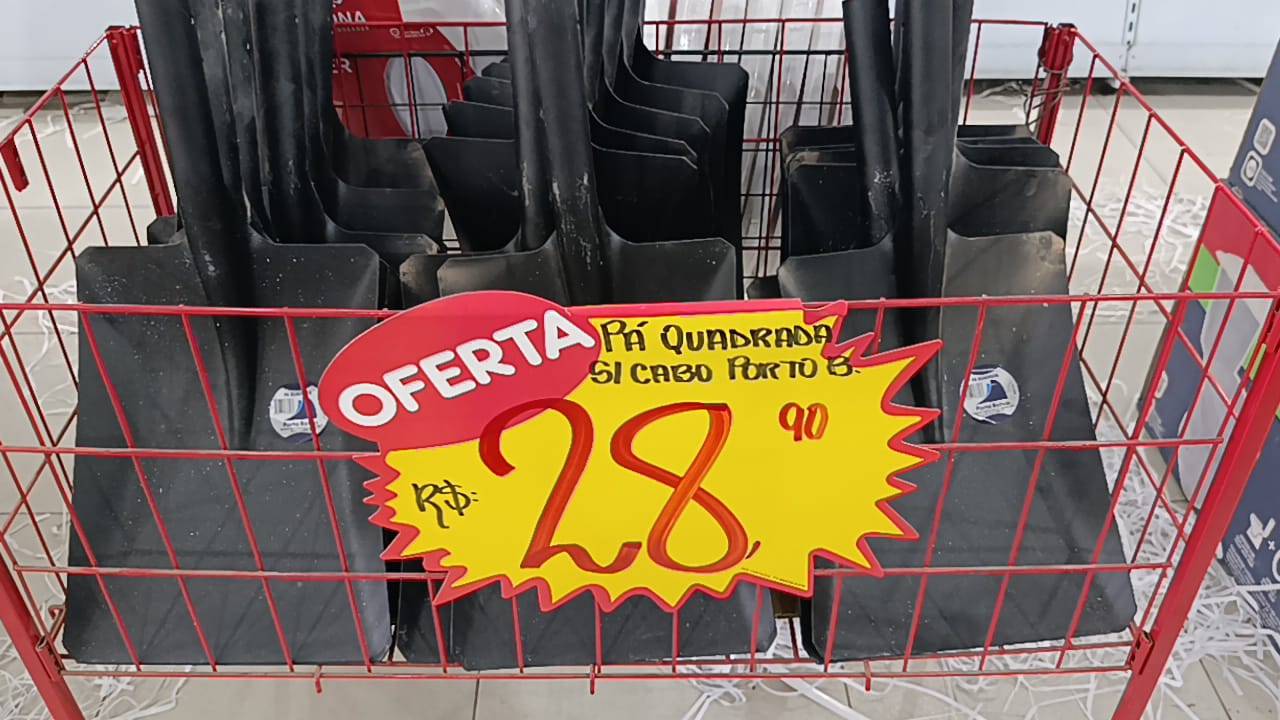 OFERTA
PÁ QUADRADA
S/ CABO PORTO B.
R$: 28,90